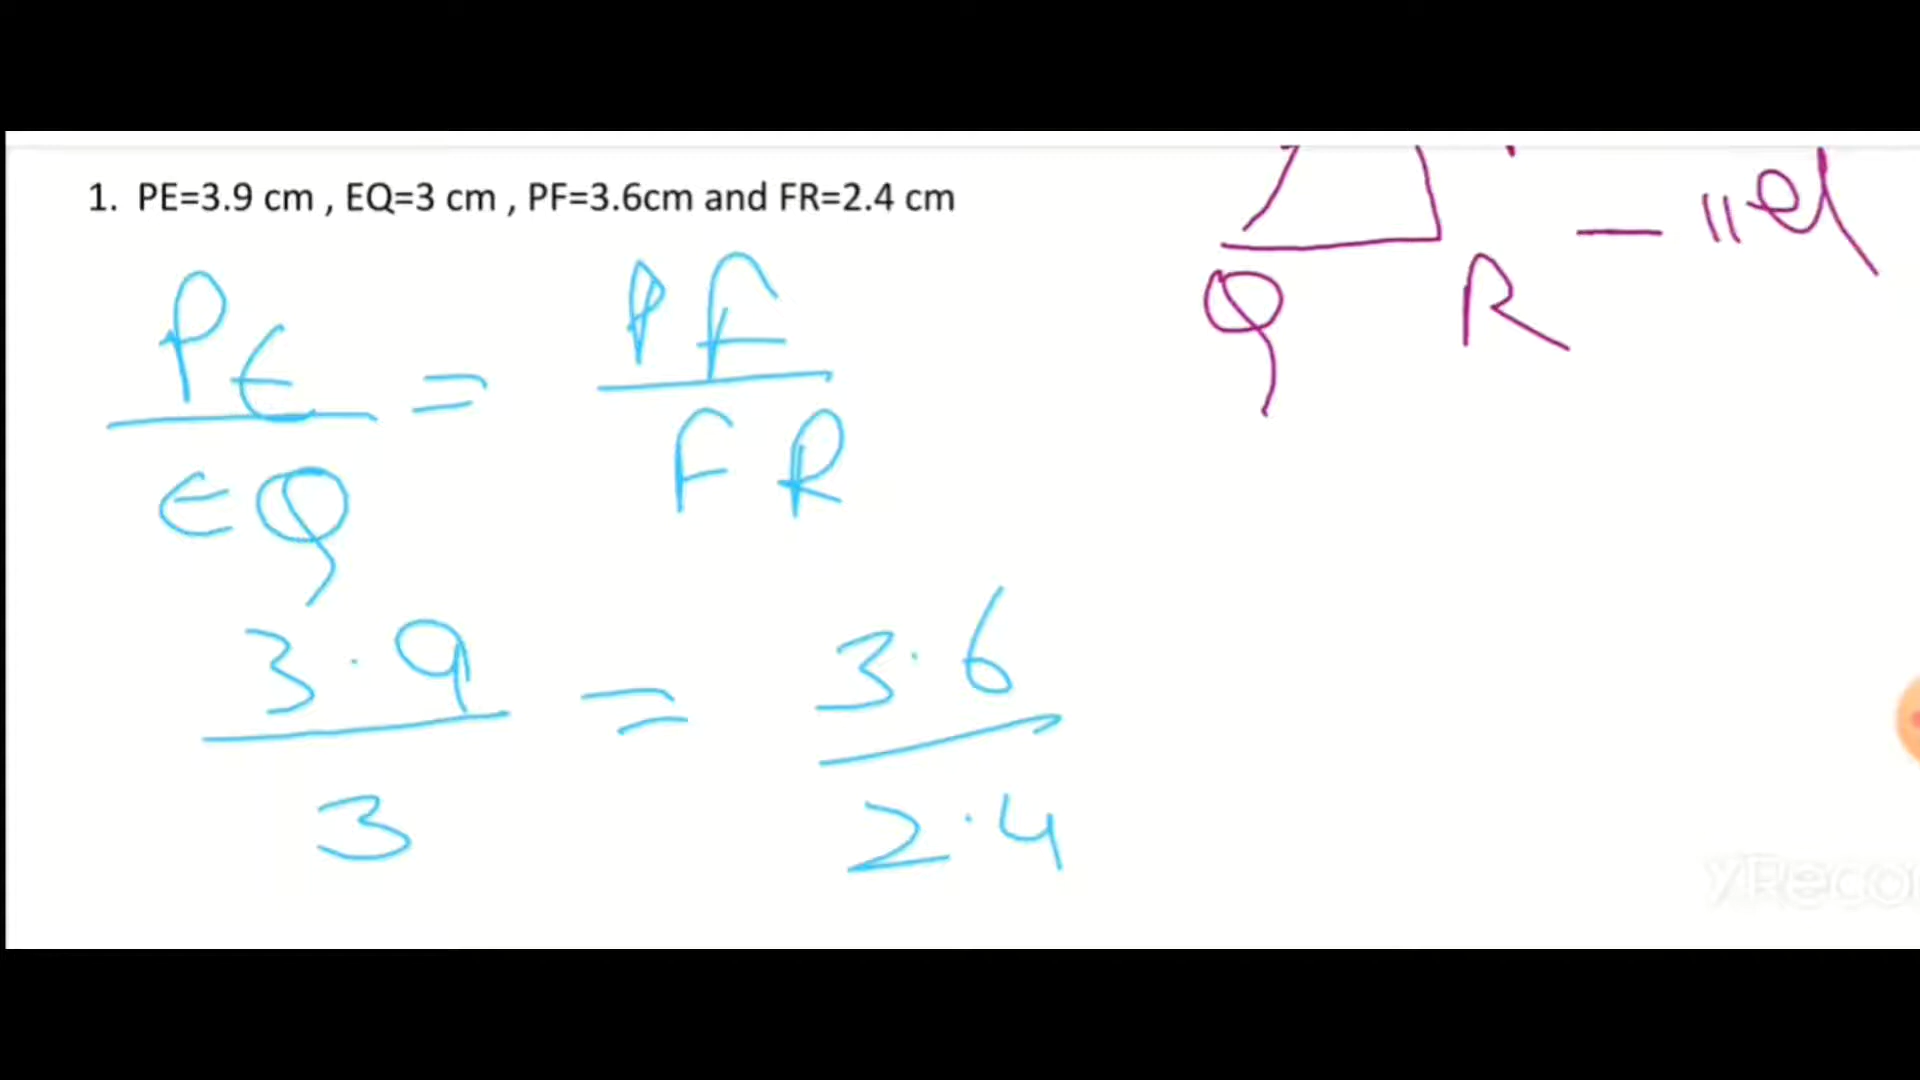 1. PE=3.9 cm , EQ=3 cm , PF=3.6cm and FR=2.4 cm
— llel
Q R
PE = PF
EQ FR
3.9 = 3.6
3 2.4